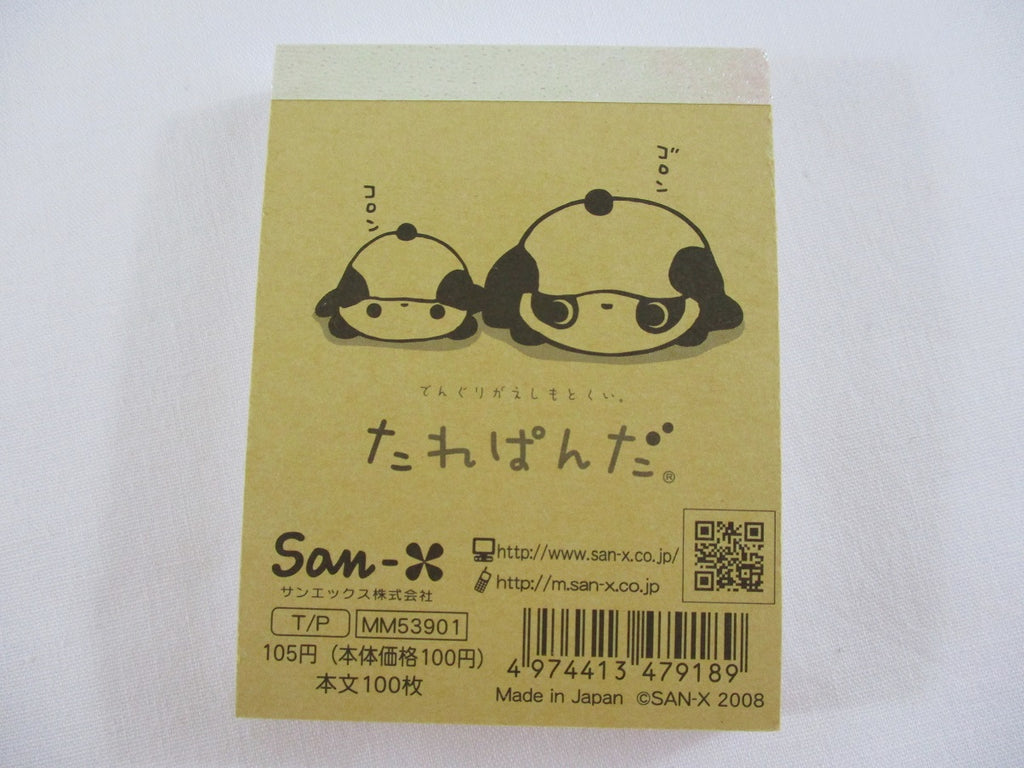 コロン
ゴロン
でんぐりがえしもとくい。
たれぱんだ®
San-X
サンエックス株式会社
http://www.san-x.co.jp/
http://m.san-x.co.jp
T/P MM53901
105円(本体価格100円)
本文100枚
4 974413 479189
Made in Japan ©SAN-X 2008